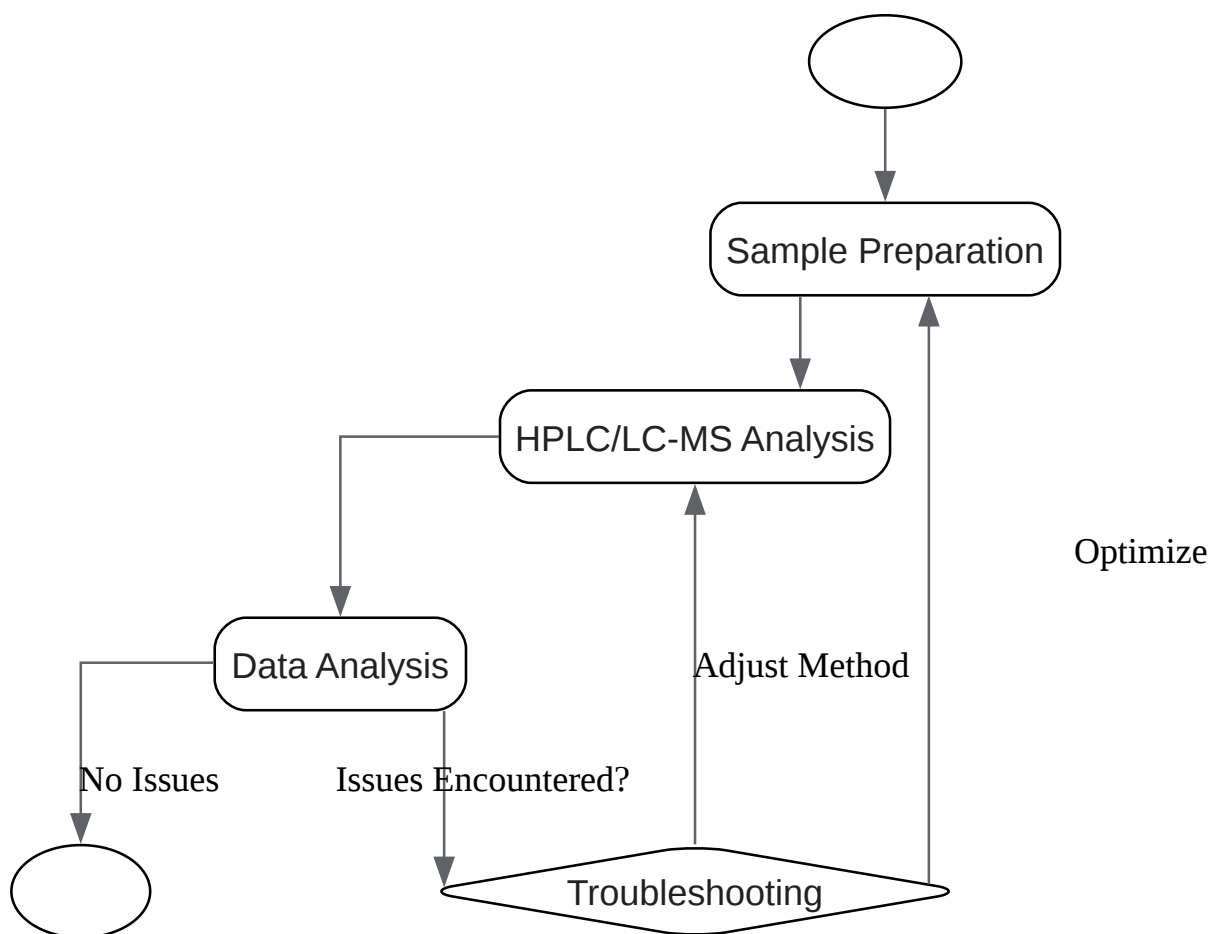 Sample Preparation
HPLC/LC-MS Analysis
Optimize
Data Analysis
Adjust Method
No Issues
Issues Encountered?
Troubleshooting